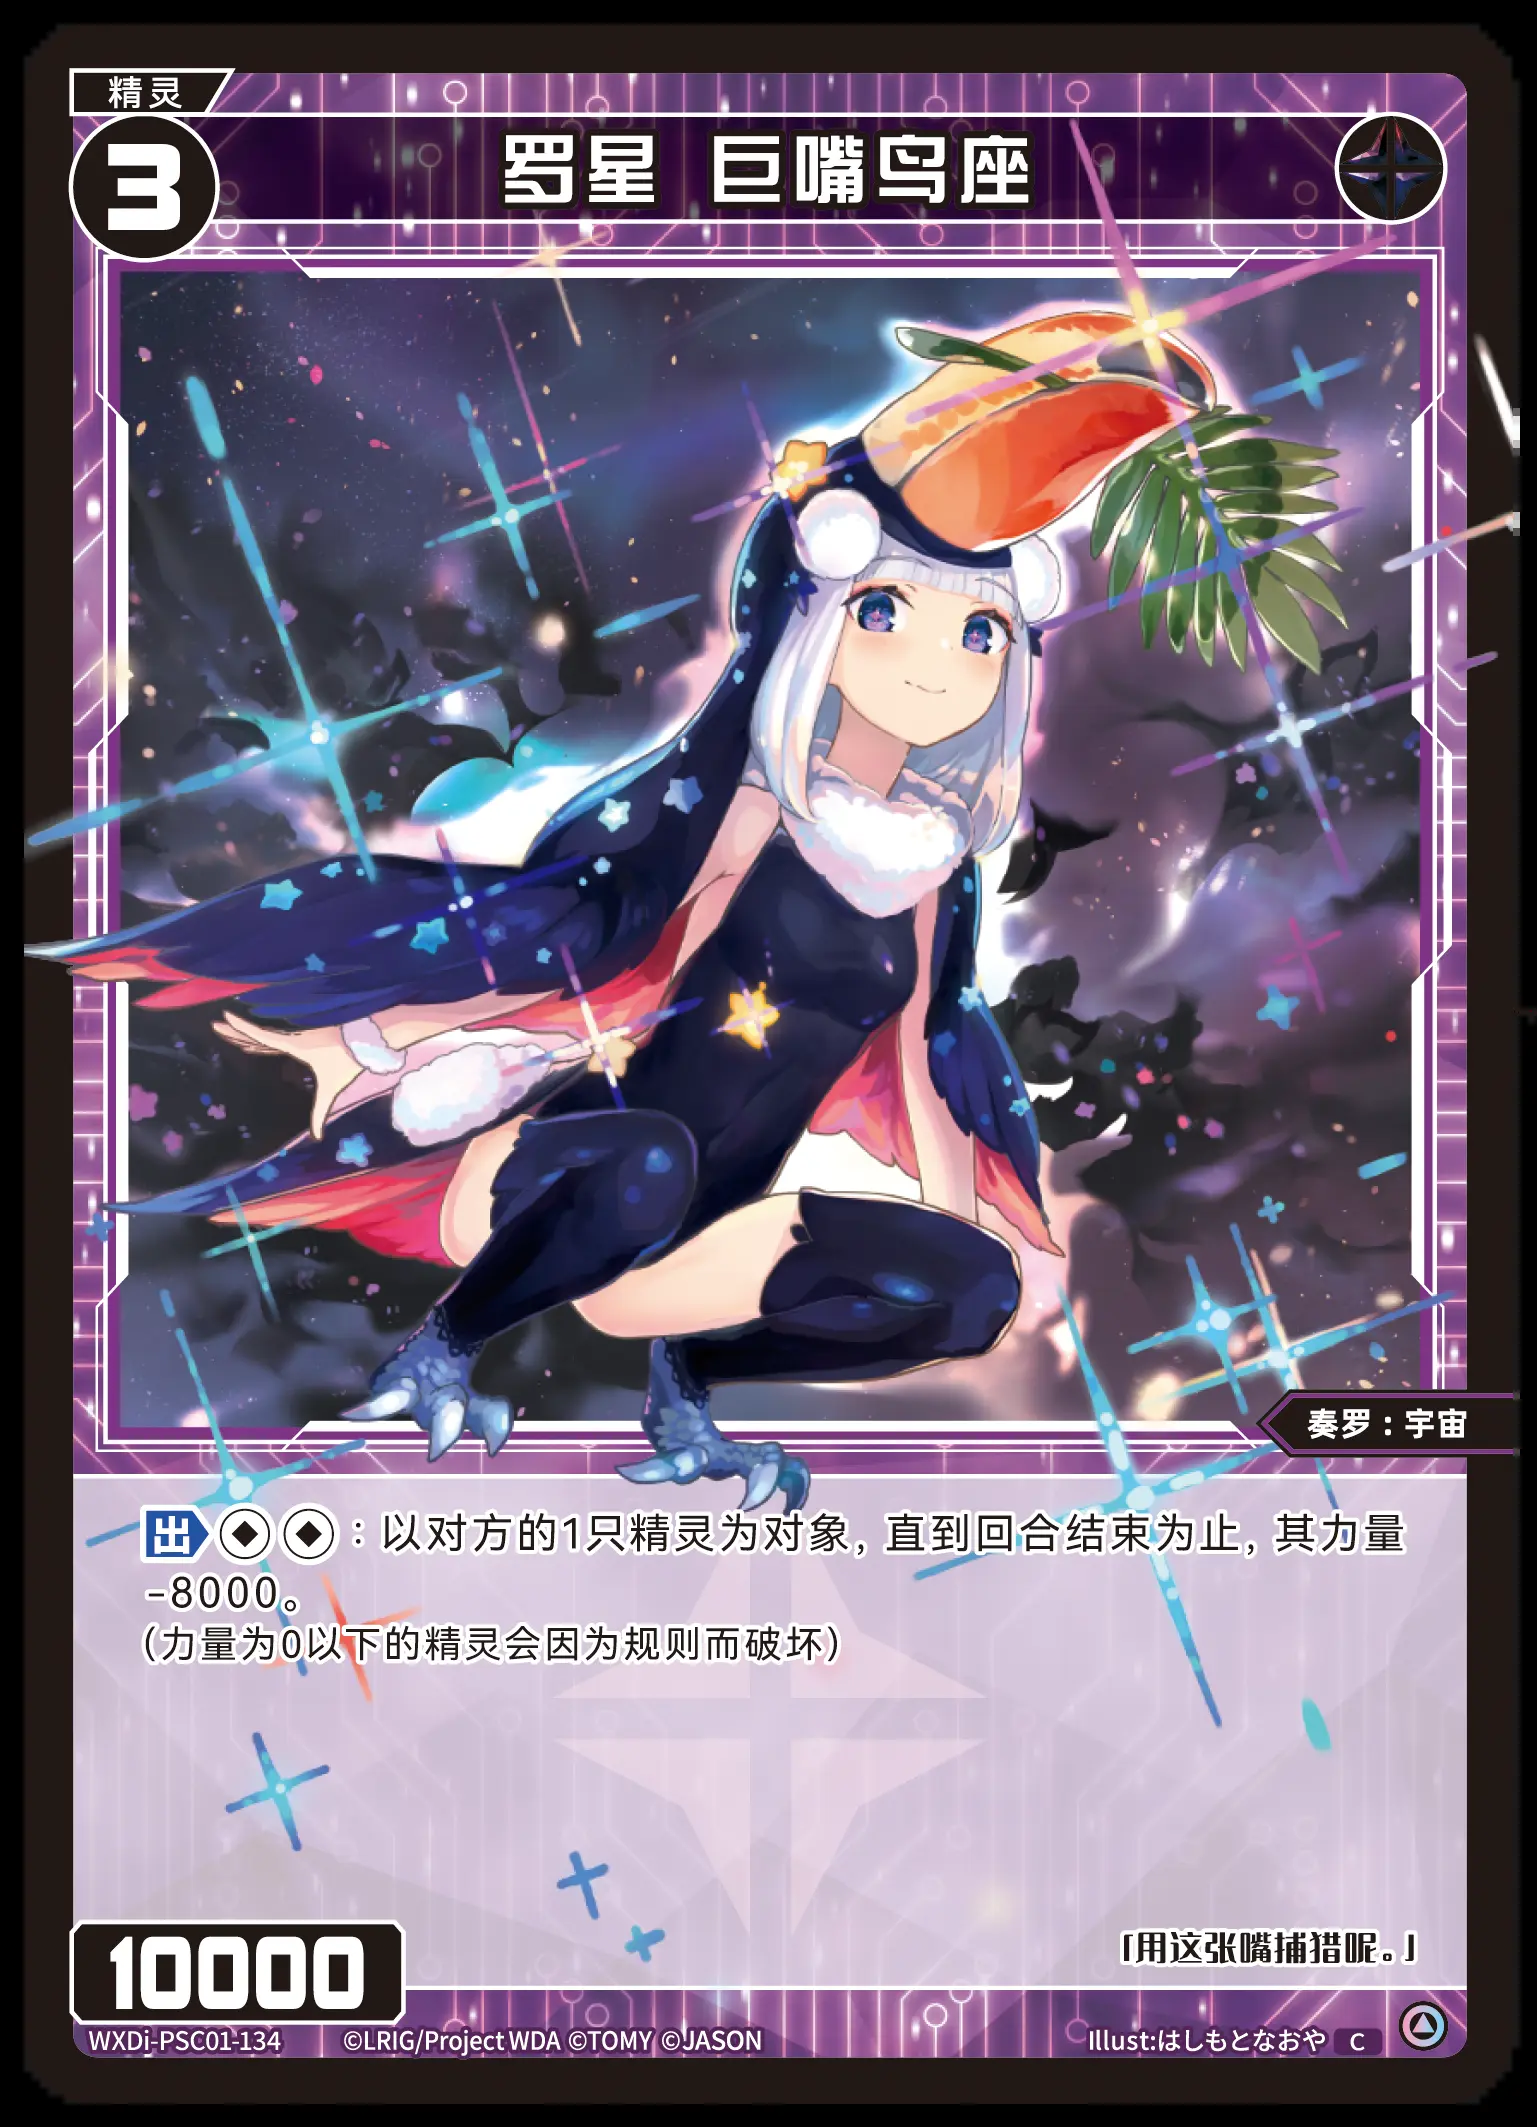 精灵
3
罗星 巨嘴鸟座
奏罗:宇宙
出◆◆:以对方的1只精灵为对象,直到回合结束为止,其力量
-8000。
(力量为0以下的精灵会因为规则而破坏)
「用这张嘴捕猎呢。」
10000
WXDi-PSC01-134 ©LRIG/Project WDA ©TOMY ©JASON Illust:はしもとなおや C